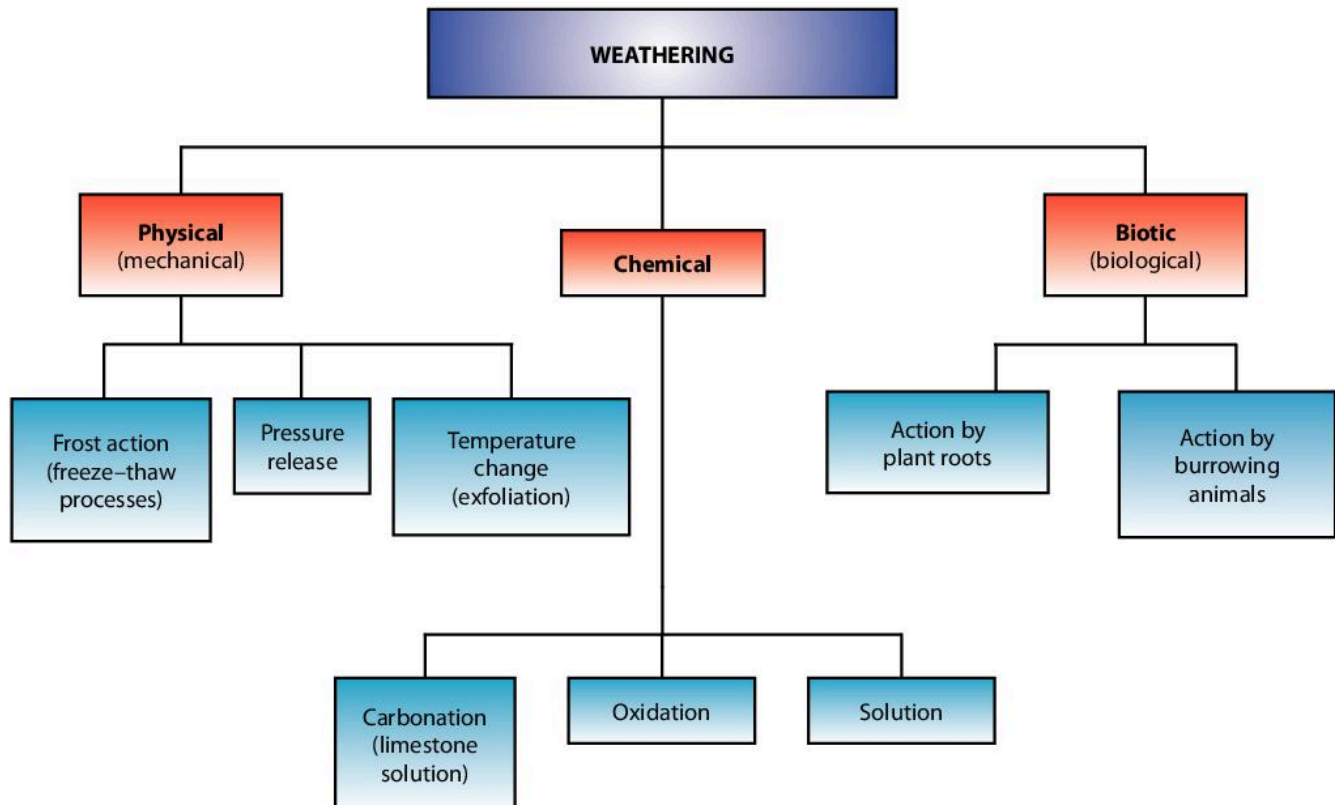 WEATHERING
Physical
(mechanical)
Chemical
Biotic
(biological)
Frost action
(freeze–thaw
processes)
Pressure
release
Temperature
change
(exfoliation)
Action by
plant roots
Action by
burrowing
animals
Carbonation
(limestone
solution)
Oxidation
Solution